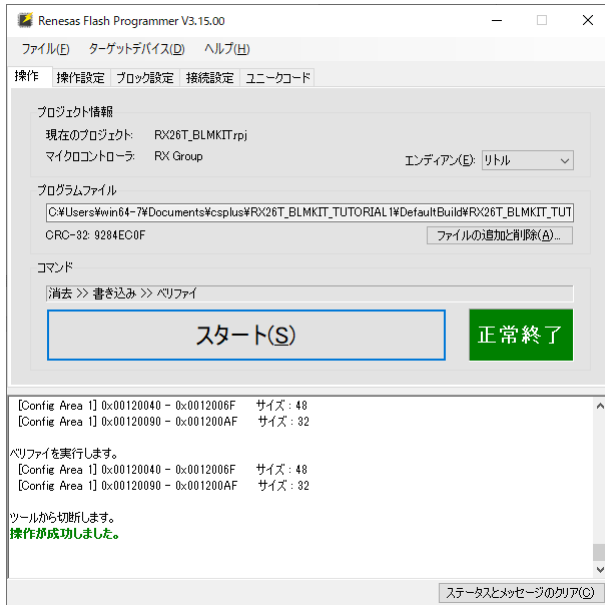 Renesas Flash Programmer V3.15.00
ファイル(F) ターゲットデバイス(D) ヘルプ(H)
操作 操作設定 ブロック設定 接続設定 ユニークコード
プロジェクト情報
現在のプロジェクト: RX26T_BLMKIT.rpj
マイクロコントローラ: RX Group エンディアン(E): リトル
プログラムファイル
C:¥Users¥win64-7¥Documents¥csplus¥RX26T_BLMKIT_TUTORIAL1¥DefaultBuild¥RX26T_BLMKIT_TUT
CRC-32: 9284EC0F ファイルの追加と削除(A)...
コマンド
消去 >> 書き込み >> ベリファイ
スタート(S) 正常終了
[Config Area 1] 0x00120040 - 0x0012006F サイズ : 48
[Config Area 1] 0x00120090 - 0x001200AF サイズ : 32
ベリファイを実行します。
[Config Area 1] 0x00120040 - 0x0012006F サイズ : 48
[Config Area 1] 0x00120090 - 0x001200AF サイズ : 32
ツールから切断します。
操作が成功しました。
ステータスとメッセージのクリア(C)